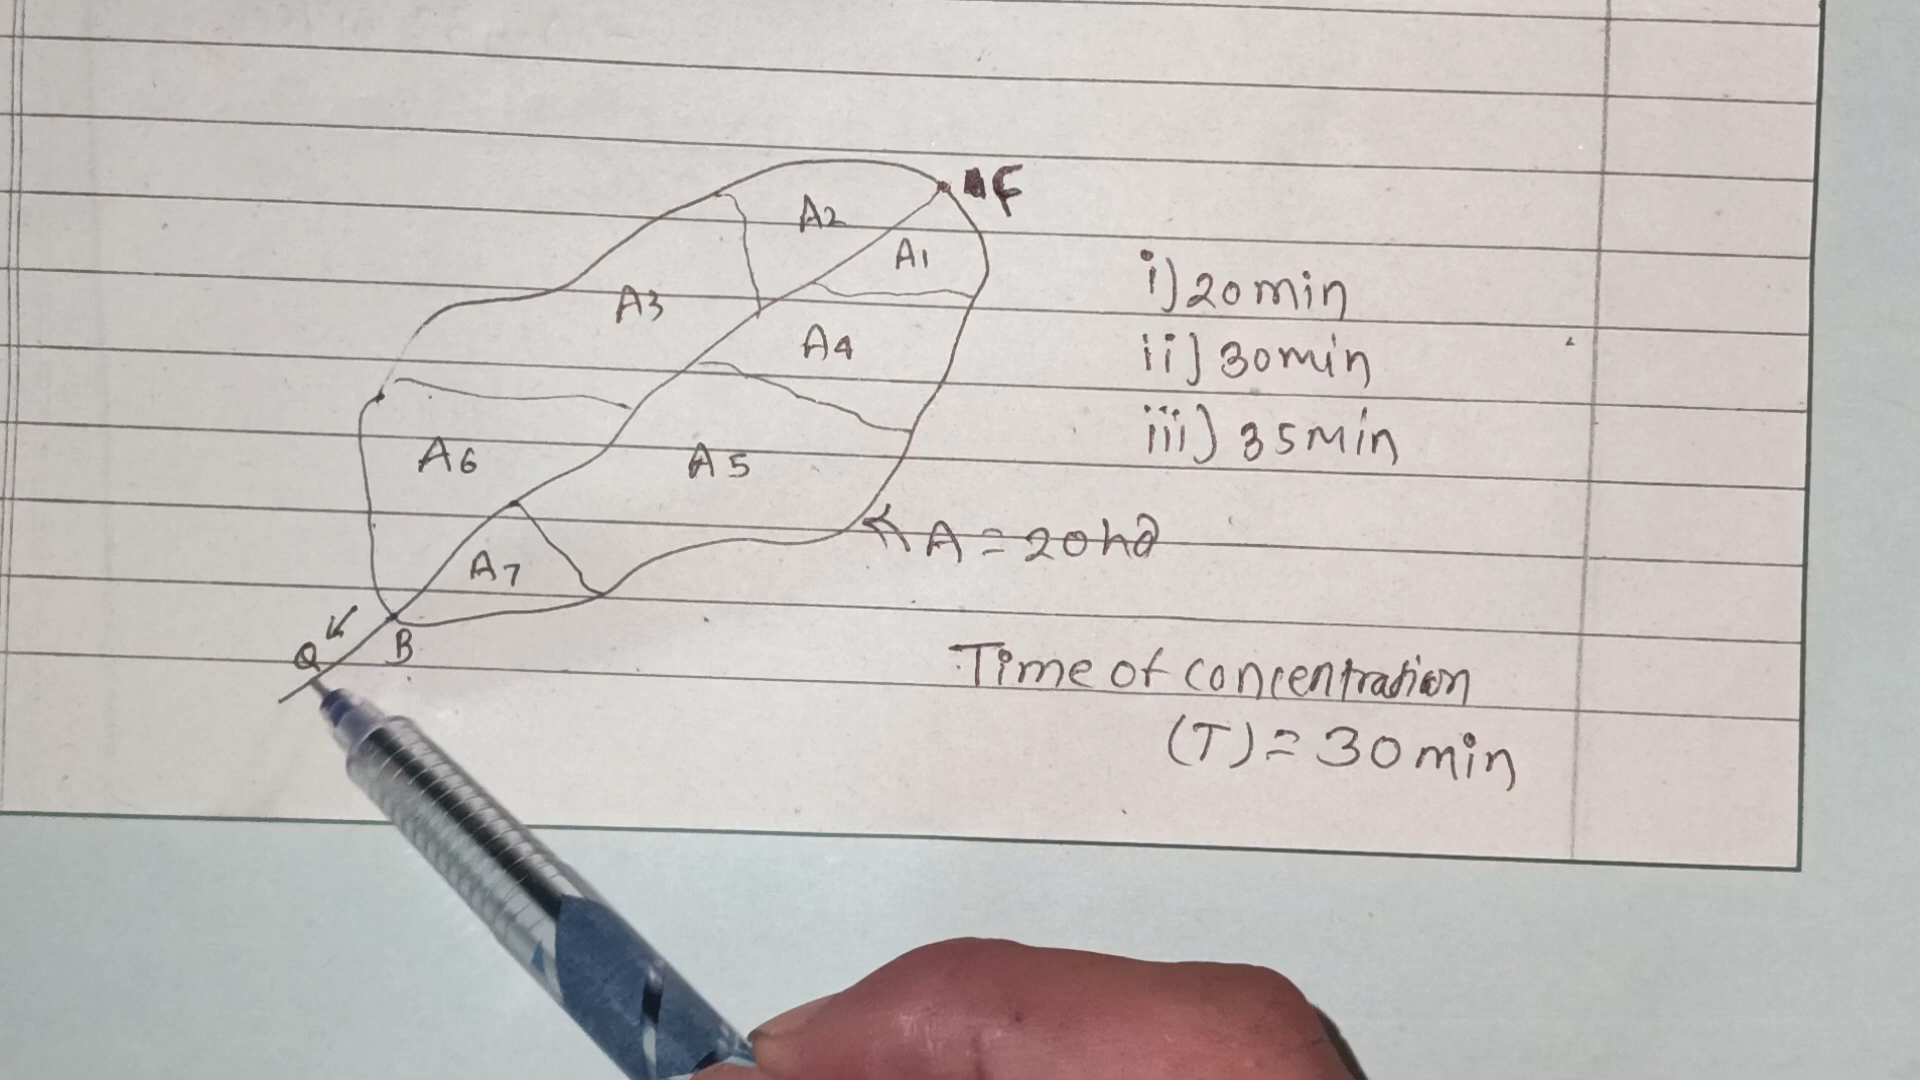 F
A2
A1
A3
A4
A6
A5
A7
Q
B
i) 20 min
ii) 30 min
iii) 35 Min
A = 20 ha
Time of concentration
(T) = 30 min